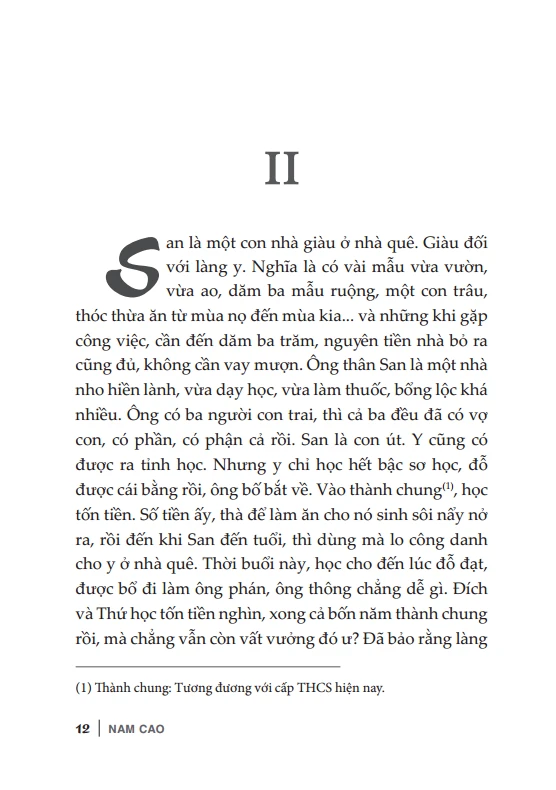 II
San là một con nhà giàu ở nhà quê. Giàu đối
với làng y. Nghĩa là có vài mẫu vừa vườn,
vừa ao, dăm ba mẫu ruộng, một con trâu,
thóc thừa ăn từ mùa nọ đến mùa kia... và những khi gặp
công việc, cần đến dăm ba trăm, nguyên tiền nhà bỏ ra
cũng đủ, không cần vay mượn. Ông thân San là một nhà
nho hiền lành, vừa dạy học, vừa làm thuốc, bổng lộc khá
nhiều. Ông có ba người con trai, thì cả ba đều đã có vợ
con, có phần, có phận cả rồi. San là con út. Y cũng có
được ra tỉnh học. Nhưng y chỉ học hết bậc sơ học, đỗ
được cái bằng rồi, ông bố bắt về. Vào thành chung(1), học
tốn tiền. Số tiền ấy, thà để làm ăn cho nó sinh sôi nẩy nở
ra, rồi đến khi San đến tuổi, thì dùng mà lo công danh
cho y ở nhà quê. Thời buổi này, học cho đến lúc đỗ đạt,
được bổ đi làm ông phán, ông thông chẳng dễ gì. Đích
và Thứ học tốn tiền nghìn, xong cả bốn năm thành chung
rồi, mà chẳng vẫn còn vất vưởng đó ư? Đã bảo rằng làng
(1) Thành chung: Tương đương với cấp THCS hiện nay.
12 | NAM CAO